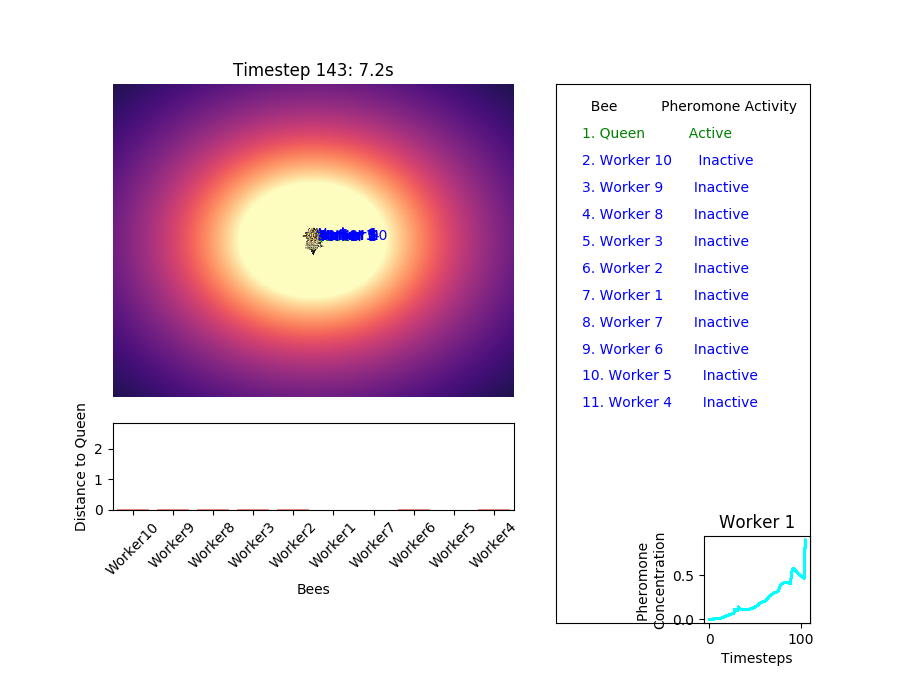 Timestep 143: 7.2s
Bee Pheromone Activity
1. Queen Active
2. Worker 10 Inactive
3. Worker 9 Inactive
4. Worker 8 Inactive
5. Worker 3 Inactive
6. Worker 2 Inactive
7. Worker 1 Inactive
8. Worker 7 Inactive
9. Worker 6 Inactive
10. Worker 5 Inactive
11. Worker 4 Inactive
Distance to Queen
2
1
0
Worker10
Worker9
Worker8
Worker3
Worker2
Worker1
Worker7
Worker6
Worker5
Worker4
Bees
Worker 1
Pheromone
Concentration
0.5
0.0
0 100
Timesteps